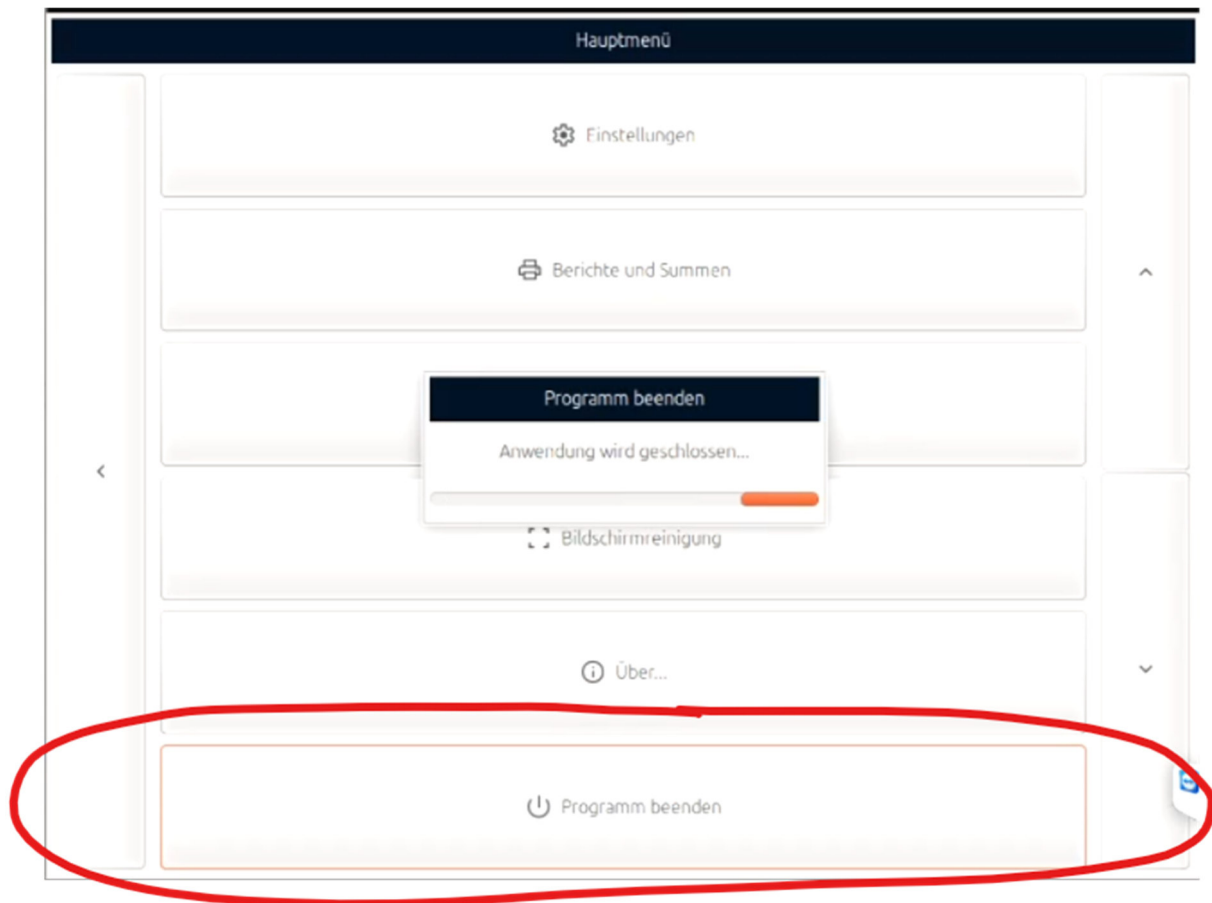 Hauptmenü
Einstellungen
Berichte und Summen
Programm beenden
Anwendung wird geschlossen...
Bildschirmreinigung
Über...
Programm beenden